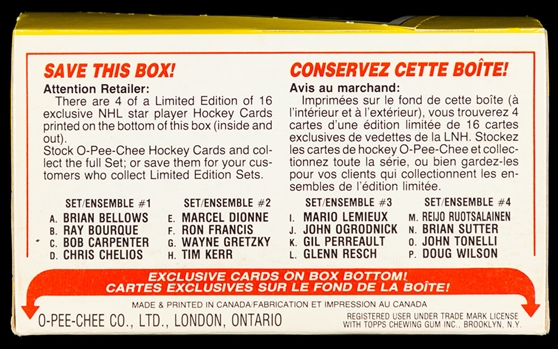 SAVE THIS BOX!
Attention Retailer:
There are 4 of a Limited Edition of 16
exclusive NHL star player Hockey Cards
printed on the bottom of this box (inside and
out).
Stock O-Pee-Chee Hockey Cards and col-
lect the full Set; or save them for your cus-
tomers who collect Limited Edition Sets.
CONSERVEZ CETTE BOÎTE!
Avis au marchand:
Imprimées sur le fond de cette boîte (à
l'intérieur et à l'extérieur), vous trouverez 4
cartes d'une édition limitée de 16 cartes
exclusives de vedettes de la LNH. Stockez
les cartes de hockey O-Pee-Chee et collec-
tionnez toute la série, ou bien gardez-les
pour vos clients qui collectionnent les en-
sembles de l'édition limitée.
SET/ENSEMBLE #1
A. BRIAN BELLOWS
B. RAY BOURQUE
C. BOB CARPENTER
D. CHRIS CHELIOS
SET/ENSEMBLE #2
E. MARCEL DIONNE
F. RON FRANCIS
G. WAYNE GRETZKY
H. TIM KERR
SET/ENSEMBLE #3
I. MARIO LEMIEUX
J. JOHN OGRODNICK
K. GIL PERREAULT
L. GLENN RESCH
SET/ENSEMBLE #4
M. REIJO RUOTSALAINEN
N. BRIAN SUTTER
O. JOHN TONELLI
P. DOUG WILSON
EXCLUSIVE CARDS ON BOX BOTTOM!
CARTES EXCLUSIVES SUR LE FOND DE LA BOÎTE!
MADE & PRINTED IN CANADA/FABRICATION ET IMPRESSION AU CANADA
O-PEE-CHEE CO., LTD., LONDON, ONTARIO
REGISTERED USER UNDER TRADE MARK LICENSE
WITH TOPPS CHEWING GUM INC., BROOKLYN, N.Y.